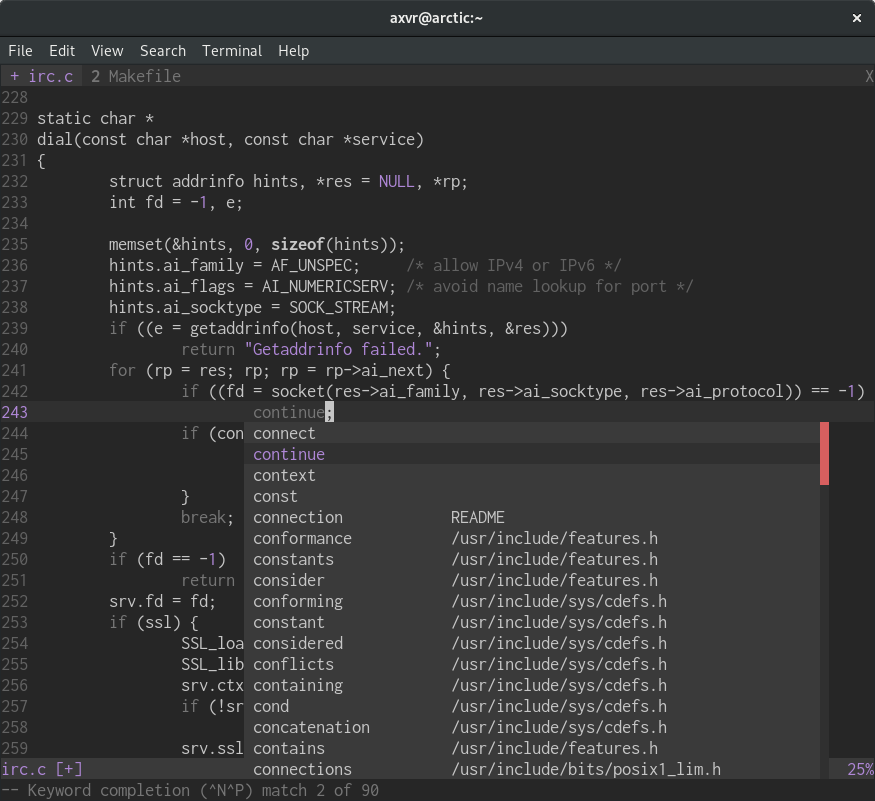 axvr@arctic:~ ×
File Edit View Search Terminal Help
+ irc.c 2 Makefile X
228
229 static char *
230 dial(const char *host, const char *service)
231 {
232 struct addrinfo hints, *res = NULL, *rp;
233 int fd = -1, e;
234
235 memset(&hints, 0, sizeof(hints));
236 hints.ai_family = AF_UNSPEC; /* allow IPv4 or IPv6 */
237 hints.ai_flags = AI_NUMERICSERV; /* avoid name lookup for port */
238 hints.ai_socktype = SOCK_STREAM;
239 if ((e = getaddrinfo(host, service, &hints, &res)))
240 return "Getaddrinfo failed.";
241 for (rp = res; rp; rp = rp->ai_next) {
242 if ((fd = socket(res->ai_family, res->ai_socktype, res->ai_protocol)) == -1)
243 continue;
244 if (con connect
245 continue
246 context
247 } const
248 break; connection README
249 } conformance /usr/include/features.h
250 if (fd == -1) constants /usr/include/features.h
251 return consider /usr/include/features.h
252 srv.fd = fd; conforming /usr/include/sys/cdefs.h
253 if (ssl) { constant /usr/include/sys/cdefs.h
254 SSL_loa considered /usr/include/sys/cdefs.h
255 SSL_lib conflicts /usr/include/sys/cdefs.h
256 srv.ctx containing /usr/include/sys/cdefs.h
257 if (!sr cond /usr/include/sys/cdefs.h
258 concatenation /usr/include/sys/cdefs.h
259 srv.ssl contains /usr/include/features.h
irc.c [+] connections /usr/include/bits/posix1_lim.h 25%
-- Keyword completion (^N^P) match 2 of 90